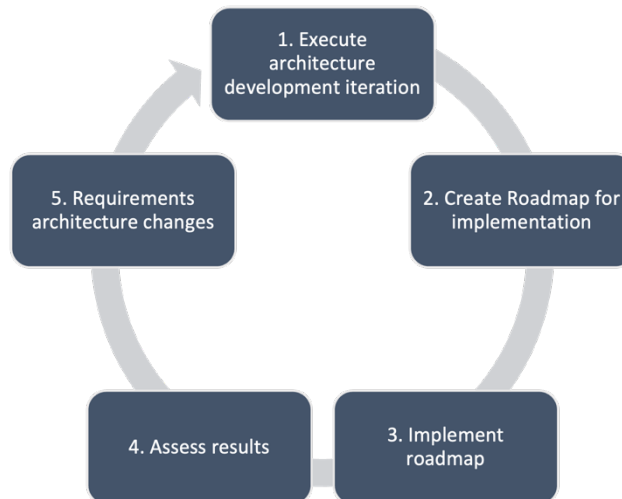 1. Execute
architecture
development iteration
2. Create Roadmap for
implementation
3. Implement
roadmap
4. Assess results
5. Requirements
architecture changes